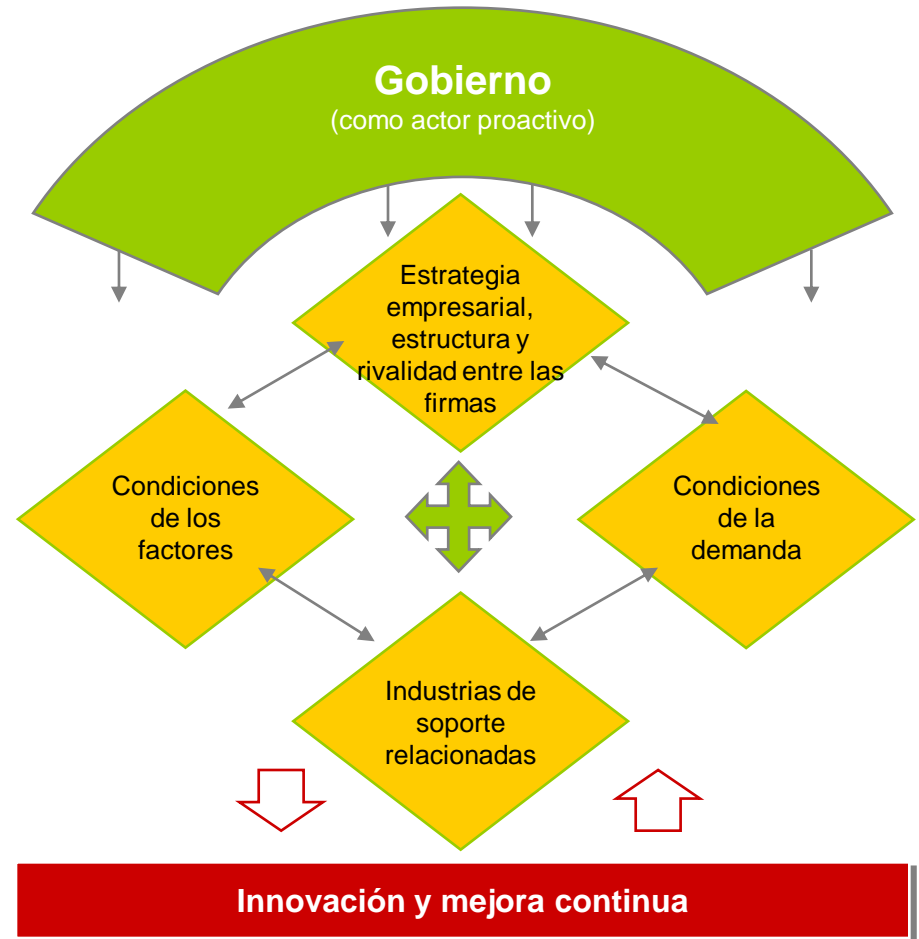 Gobierno
(como actor proactivo)
Estrategia
empresarial,
estructura y
rivalidad entre las
firmas
Condiciones
de los
factores
Condiciones
de la
demanda
Industrias de
soporte
relacionadas
Innovación y mejora continua